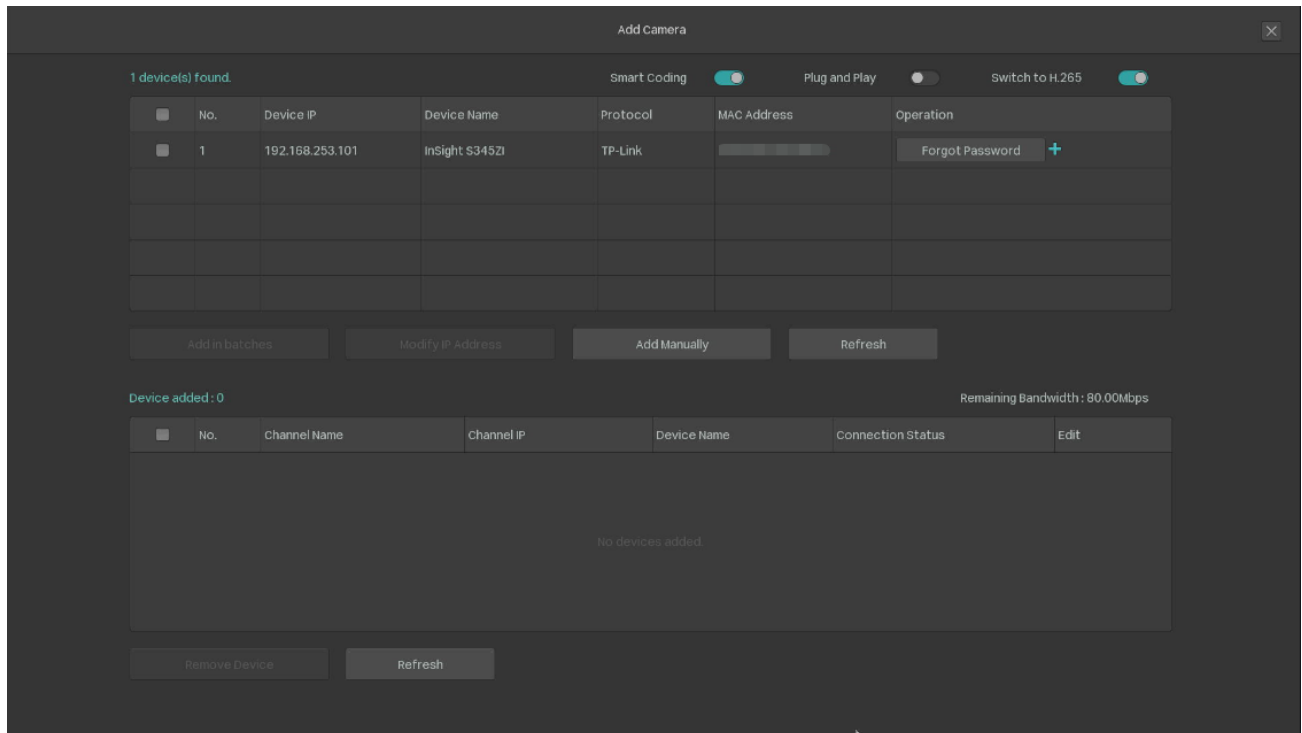 Add Camera
1 device(s) found. Smart Coding Plug and Play Switch to H.265
No. Device IP Device Name Protocol MAC Address Operation
1 192.168.253.101 InSight S345ZI TP-Link Forgot Password +
Add in batches Modify IP Address Add Manually Refresh
Device added : 0 Remaining Bandwidth : 80.00Mbps
No. Channel Name Channel IP Device Name Connection Status Edit
No devices added.
Remove Device Refresh